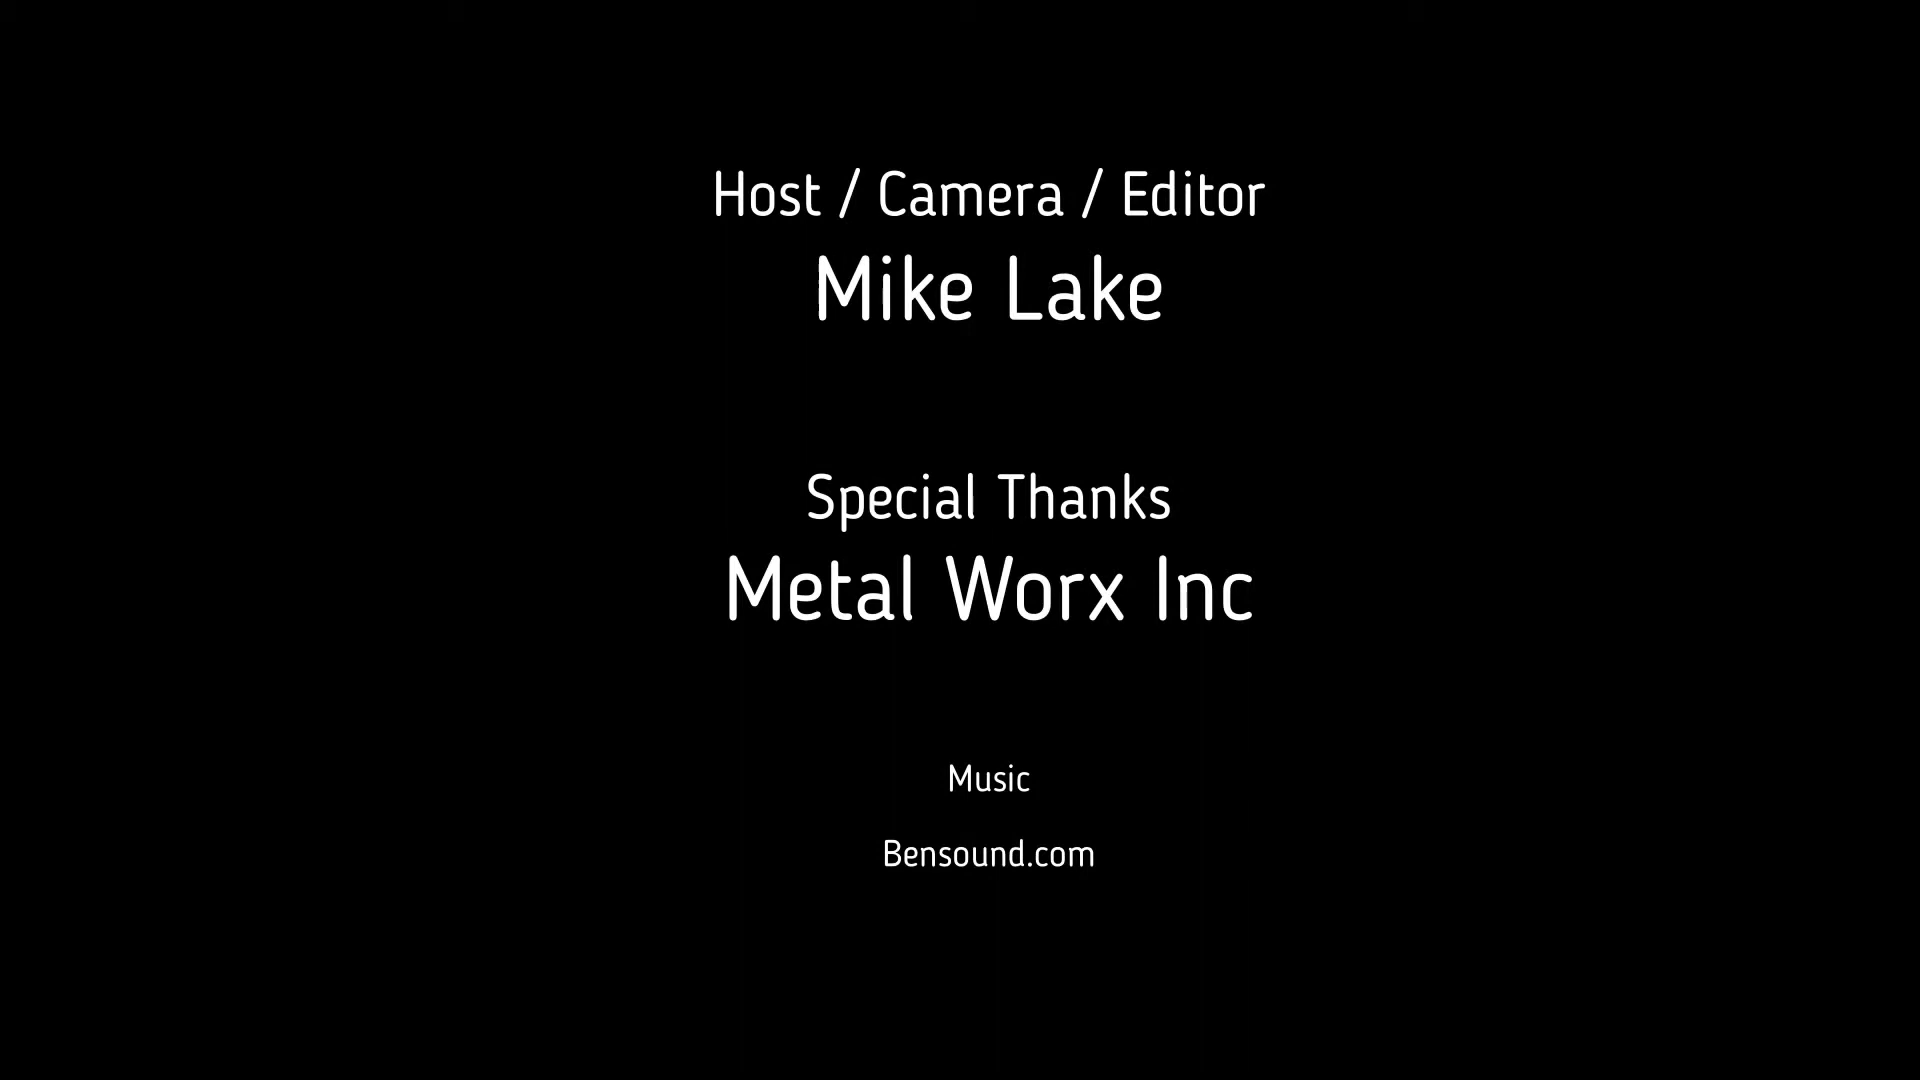 Host / Camera / Editor
Mike Lake
Special Thanks
Metal Worx Inc
Music
Bensound.com